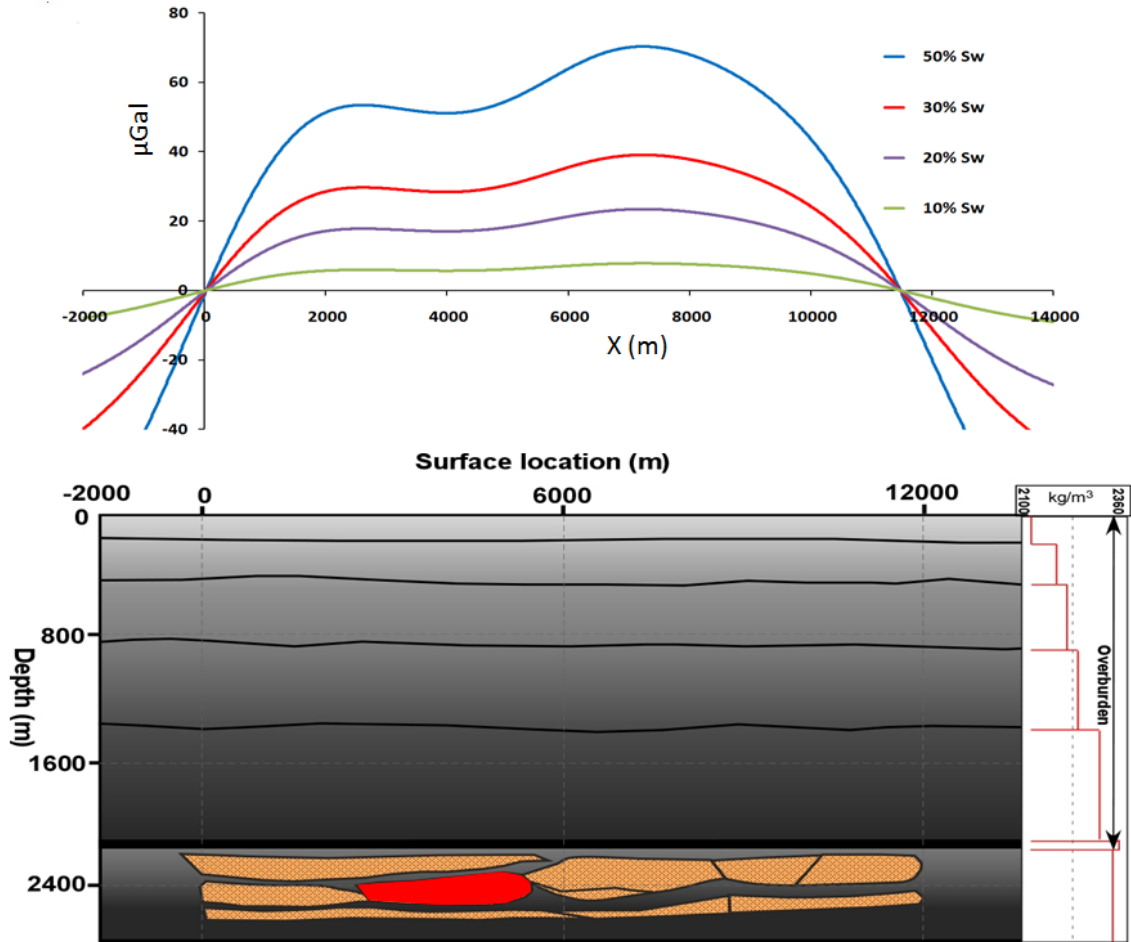 80
60
40
20
0
-20
-40
µGal
50% Sw
30% Sw
20% Sw
10% Sw
-2000 0 2000 4000 6000 8000 10000 12000 14000
X (m)
Surface location (m)
-2000 0 6000 12000
2100 kg/m³ 2360
0
800
1600
2400
Depth (m)
Overburden